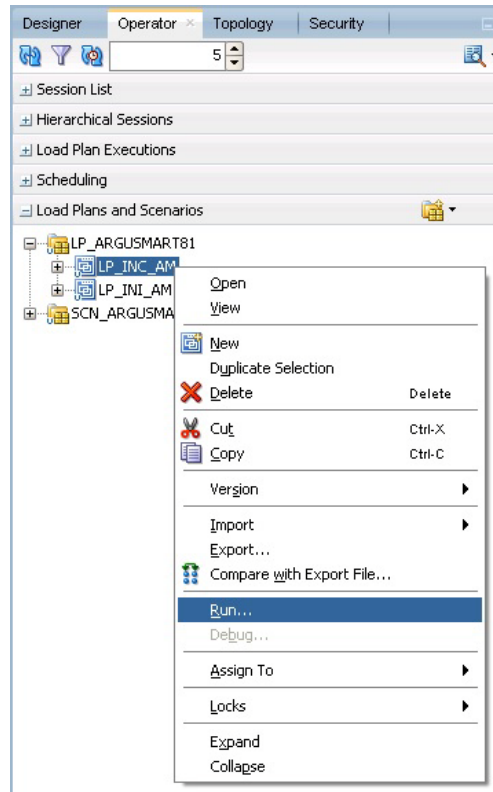 Designer Operator Topology Security
5
Session List
Hierarchical Sessions
Load Plan Executions
Scheduling
Load Plans and Scenarios
LP_ARGUSMART81
LP_INC_AM
LP_INI_AM
SCN_ARGUSMA
Open
View
New
Duplicate Selection
Delete Delete
Cut Ctrl-X
Copy Ctrl-C
Version
Import
Export...
Compare with Export File...
Run...
Debug...
Assign To
Locks
Expand
Collapse